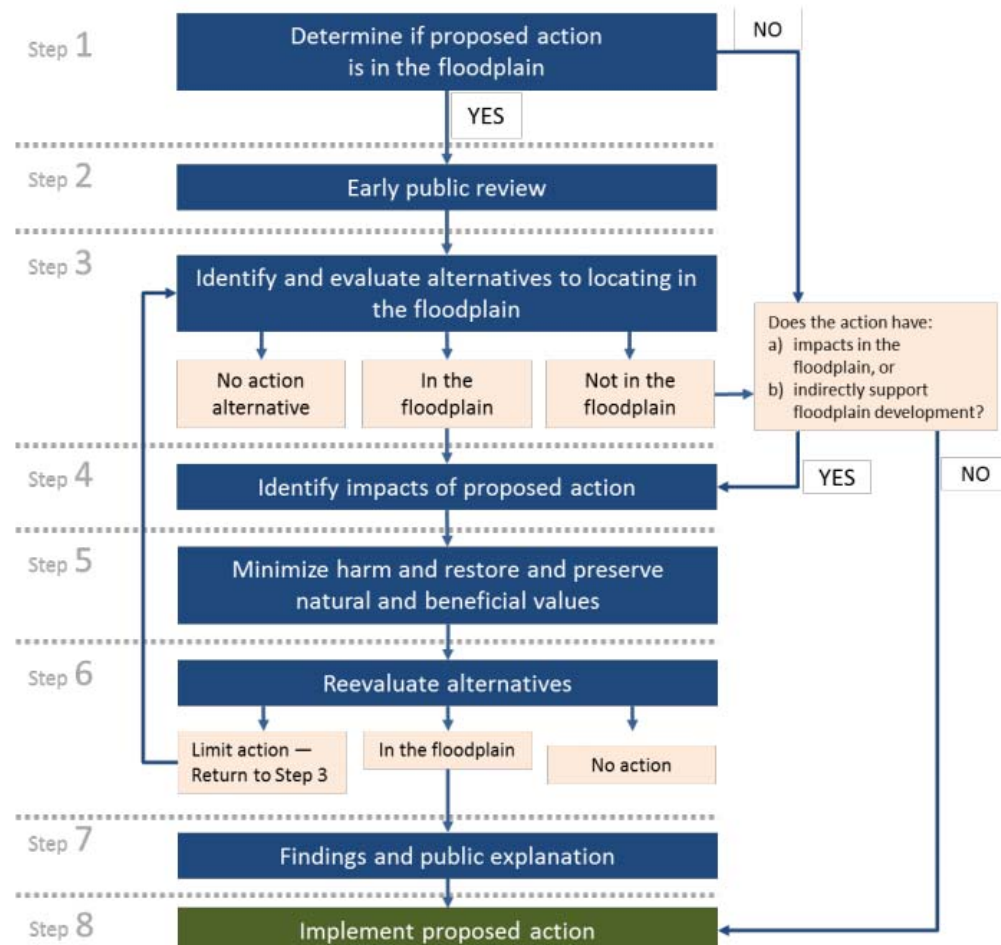 Step 1
Determine if proposed action
is in the floodplain
NO
YES
Step 2
Early public review
Step 3
Identify and evaluate alternatives to locating in
the floodplain
No action
alternative
In the
floodplain
Not in the
floodplain
Does the action have:
a) impacts in the
floodplain, or
b) indirectly support
floodplain development?
YES
NO
Step 4
Identify impacts of proposed action
Step 5
Minimize harm and restore and preserve
natural and beneficial values
Step 6
Reevaluate alternatives
Limit action —
Return to Step 3
In the floodplain
No action
Step 7
Findings and public explanation
Step 8
Implement proposed action